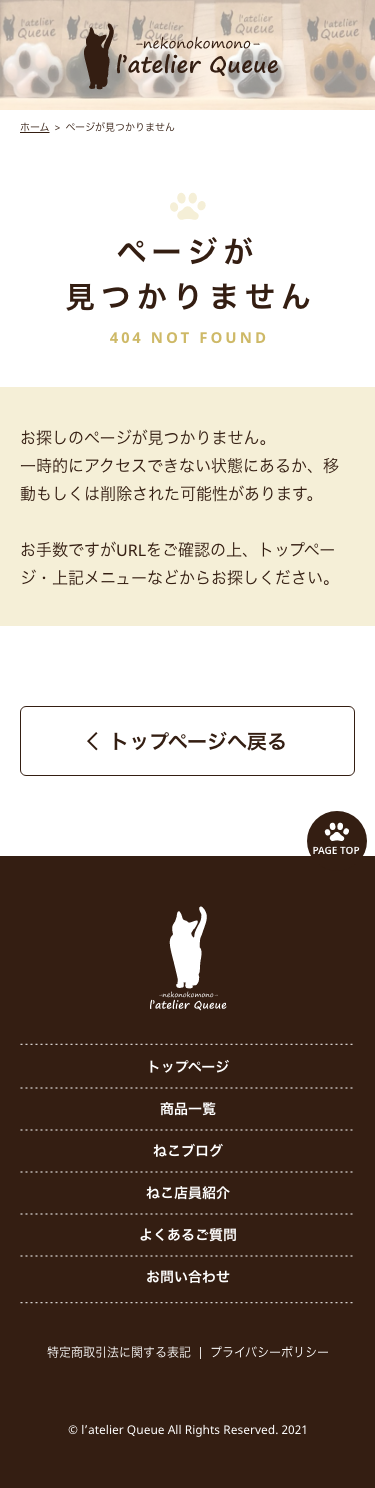 l'atelier Queue
l'atelier Queue
l'atelier Queue
l'atelier Queue
-nekonokomono-
l'atelier Queue
ホーム > ページが見つかりません
ページが
見つかりません
404 NOT FOUND
お探しのページが見つかりません。
一時的にアクセスできない状態にあるか、移
動もしくは削除された可能性があります。
お手数ですがURLをご確認の上、トップペー
ジ・上記メニューなどからお探しください。
トップページへ戻る
PAGE TOP
-nekonokomono-
l'atelier Queue
トップページ
商品一覧
ねこブログ
ねこ店員紹介
よくあるご質問
お問い合わせ
特定商取引法に関する表記 | プライバシーポリシー
© l'atelier Queue All Rights Reserved. 2021